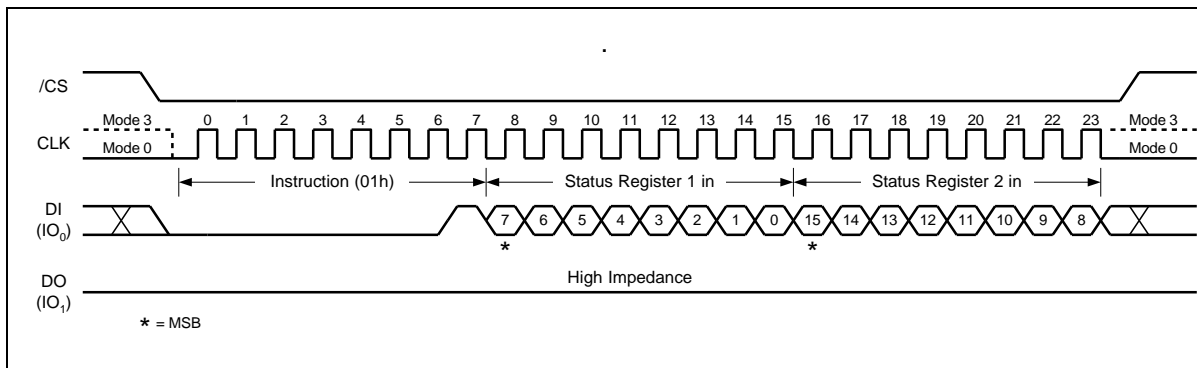 /CS
CLK
Mode 3
Mode 0
0 1 2 3 4 5 6 7 8 9 10 11 12 13 14 15 16 17 18 19 20 21 22 23
Mode 3
Mode 0
Instruction (01h)
Status Register 1 in
Status Register 2 in
DI
(IO0)
7 6 5 4 3 2 1 0 15 14 13 12 11 10 9 8
* *
DO
(IO1)
High Impedance
* = MSB